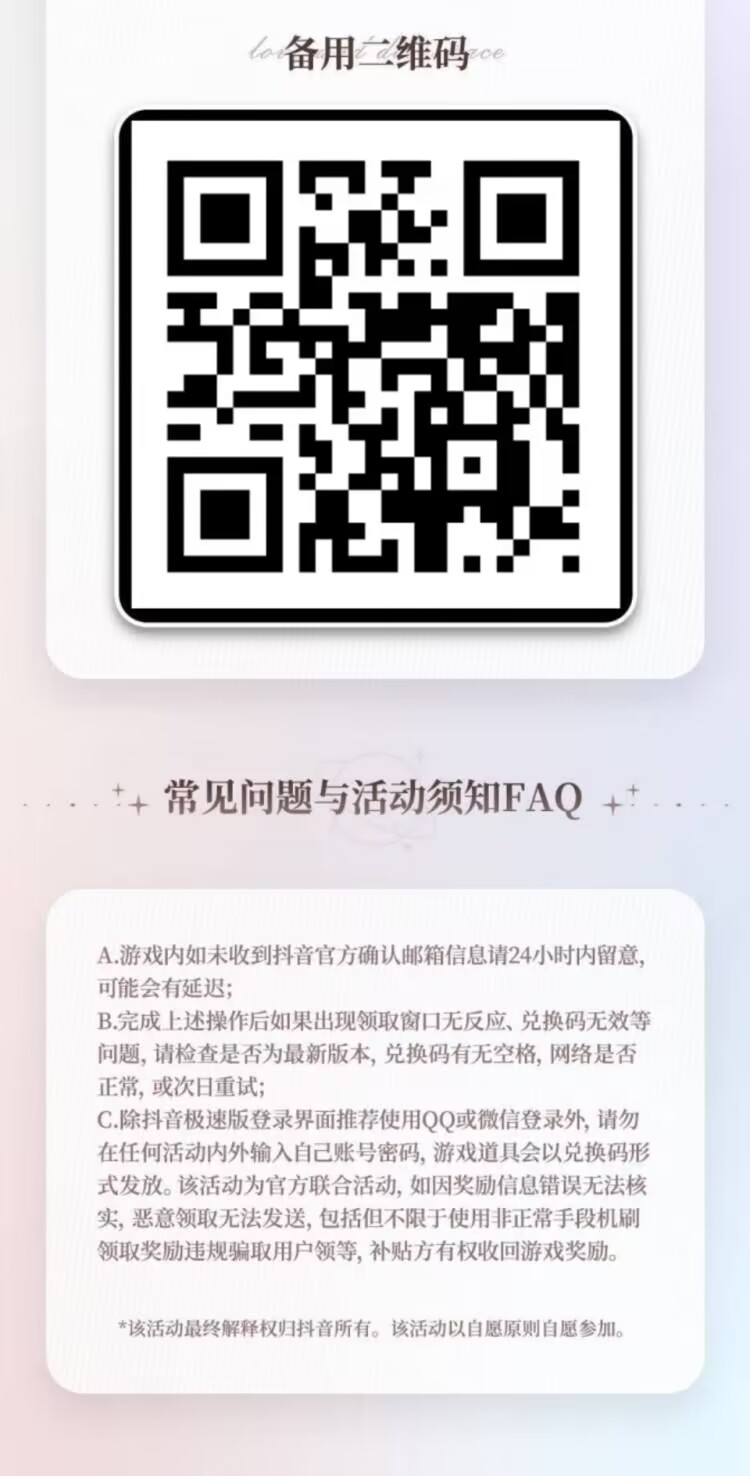 备用二维码
常见问题与活动须知FAQ
A.游戏内如未收到抖音官方确认邮箱信息请24小时内留意,
可能会有延迟;
B.完成上述操作后如果出现领取窗口无反应、兑换码无效等
问题, 请检查是否为最新版本, 兑换码有无空格, 网络是否
正常, 或次日重试;
C.除抖音极速版登录界面推荐使用QQ或微信登录外, 请勿
在任何活动内外输入自己账号密码, 游戏道具会以兑换码形
式发放。该活动为官方联合活动, 如因奖励信息错误无法核
实, 恶意领取无法发送, 包括但不限于使用非正常手段机刷
领取奖励违规骗取用户领等, 补贴方有权收回游戏奖励。
*该活动最终解释权归抖音所有。该活动以自愿原则自愿参加。